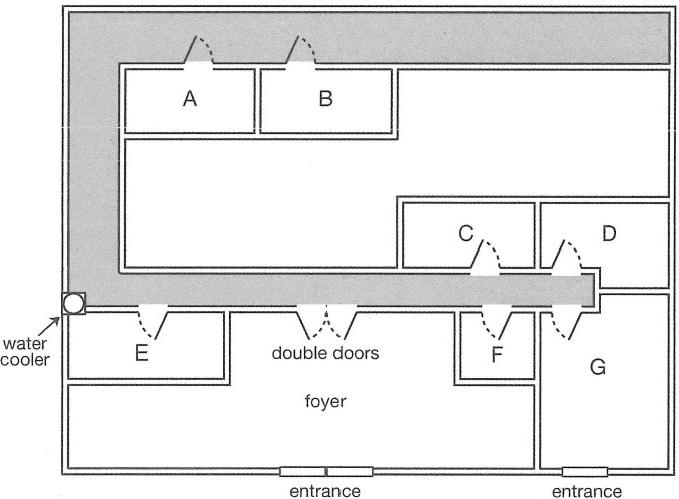 A
B
C
D
water
cooler
E
double doors
F
G
foyer
entrance
entrance